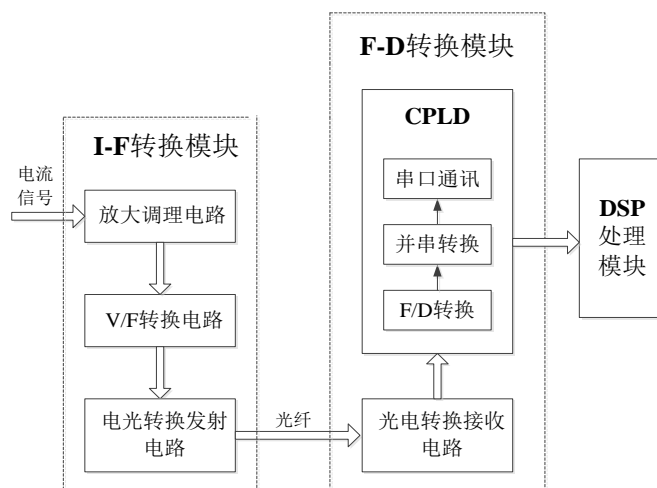 F-D转换模块
CPLD
I-F转换模块
电流
信号
串口通讯
放大调理电路
DSP
处理
模块
并串转换
V/F转换电路
F/D转换
电光转换发射
电路
光纤
光电转换接收
电路